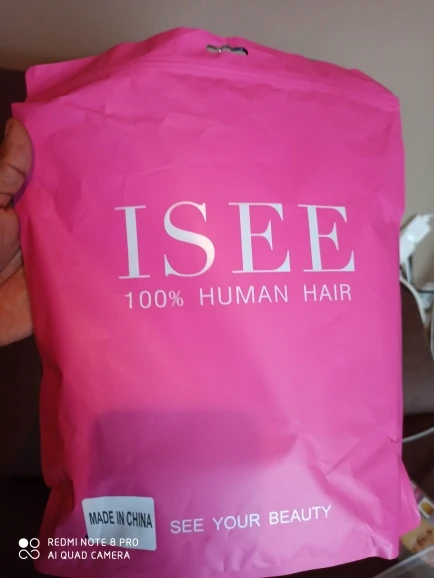 ISEE
100% HUMAN HAIR
MADE IN CHINA
SEE YOUR BEAUTY
REDMI NOTE 8 PRO
AI QUAD CAMERA